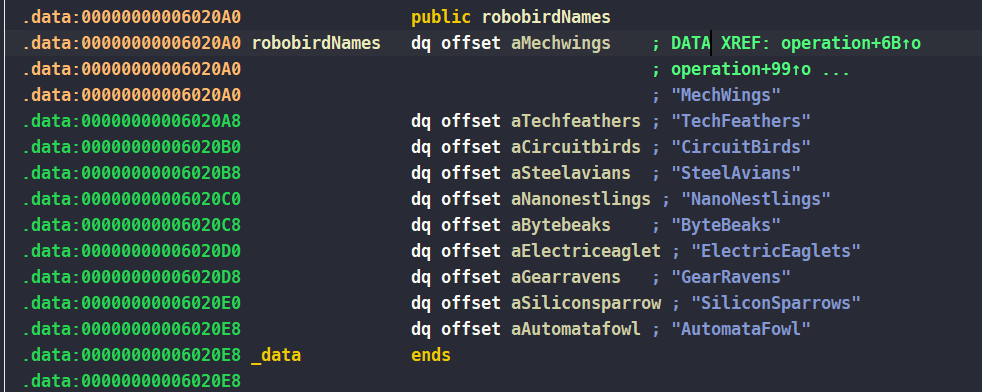 .data:00000000006020A0 public robobirdNames
.data:00000000006020A0 robobirdNames dq offset aMechwings ; DATA XREF: operation+6B↑o
.data:00000000006020A0 ; operation+99↑o ...
.data:00000000006020A0 ; "MechWings"
.data:00000000006020A8 dq offset aTechfeathers ; "TechFeathers"
.data:00000000006020B0 dq offset aCircuitbirds ; "CircuitBirds"
.data:00000000006020B8 dq offset aSteelavians ; "SteelAvians"
.data:00000000006020C0 dq offset aNanonestlings ; "NanoNestlings"
.data:00000000006020C8 dq offset aBytebeaks ; "ByteBeaks"
.data:00000000006020D0 dq offset aElectriceaglet ; "ElectricEaglets"
.data:00000000006020D8 dq offset aGearravens ; "GearRavens"
.data:00000000006020E0 dq offset aSiliconsparrow ; "SiliconSparrows"
.data:00000000006020E8 dq offset aAutomatafowl ; "AutomataFowl"
.data:00000000006020E8 _data ends
.data:00000000006020E8